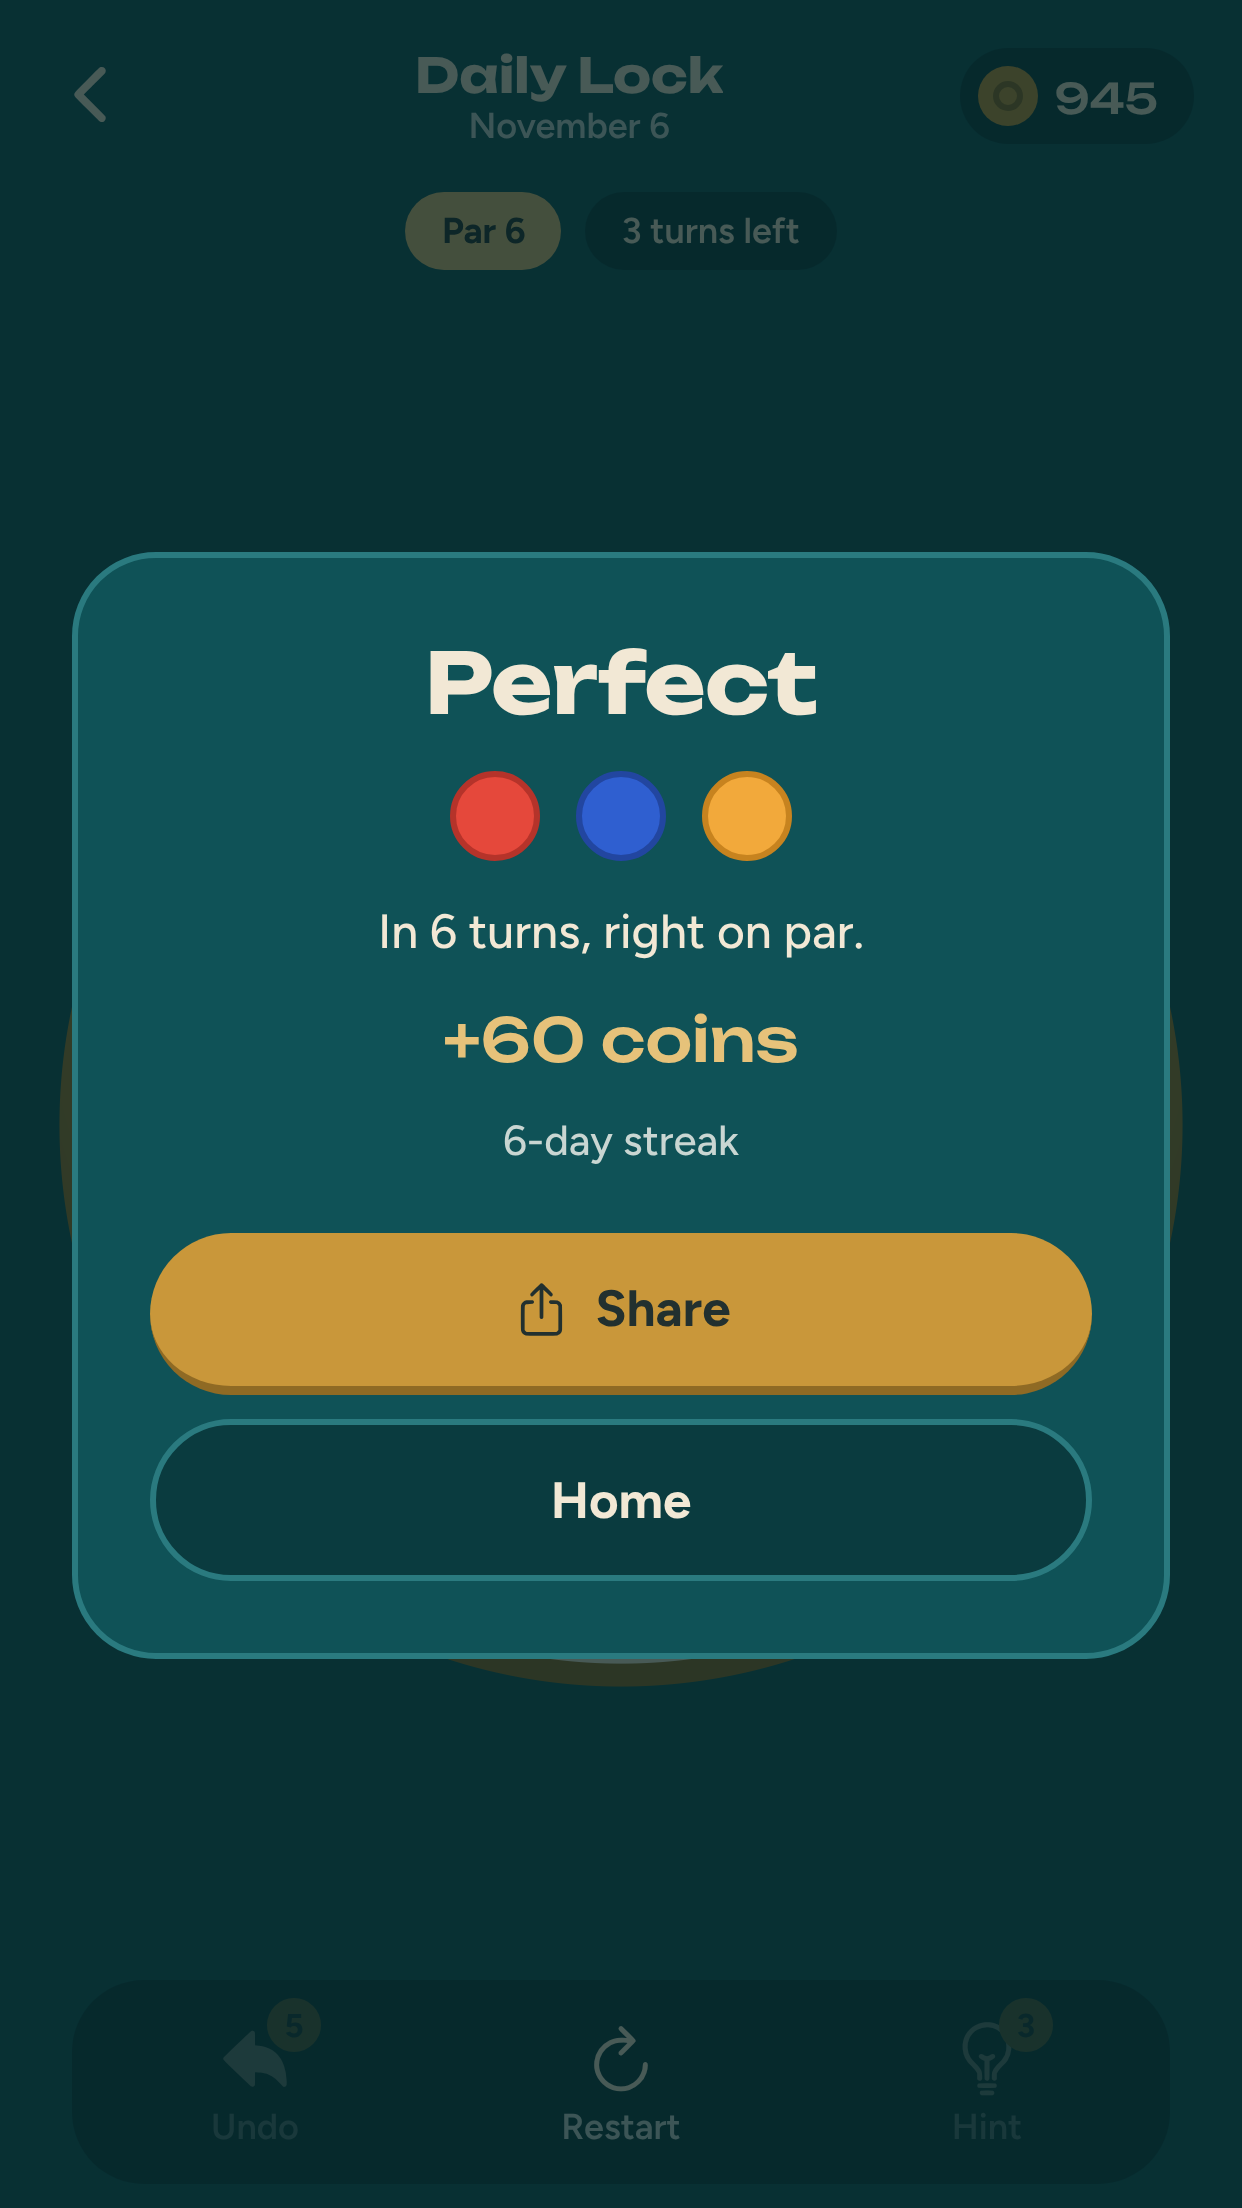 Daily Lock
November 6
945
Par 6
3 turns left
Perfect
In 6 turns, right on par.
+60 coins
6-day streak
Share
Home
5
3
Undo
Restart
Hint